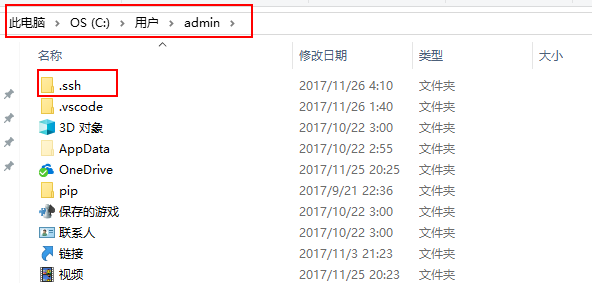 此电脑 > OS (C:) > 用户 > admin >
名称 修改日期 类型 大小
.ssh 2017/11/26 4:10 文件夹
.vscode 2017/11/26 1:40 文件夹
3D 对象 2017/10/22 3:00 文件夹
AppData 2017/10/22 2:55 文件夹
OneDrive 2017/11/25 20:25 文件夹
pip 2017/9/21 22:36 文件夹
保存的游戏 2017/10/22 3:00 文件夹
联系人 2017/10/22 3:00 文件夹
链接 2017/11/3 21:23 文件夹
视频 2017/11/25 20:23 文件夹